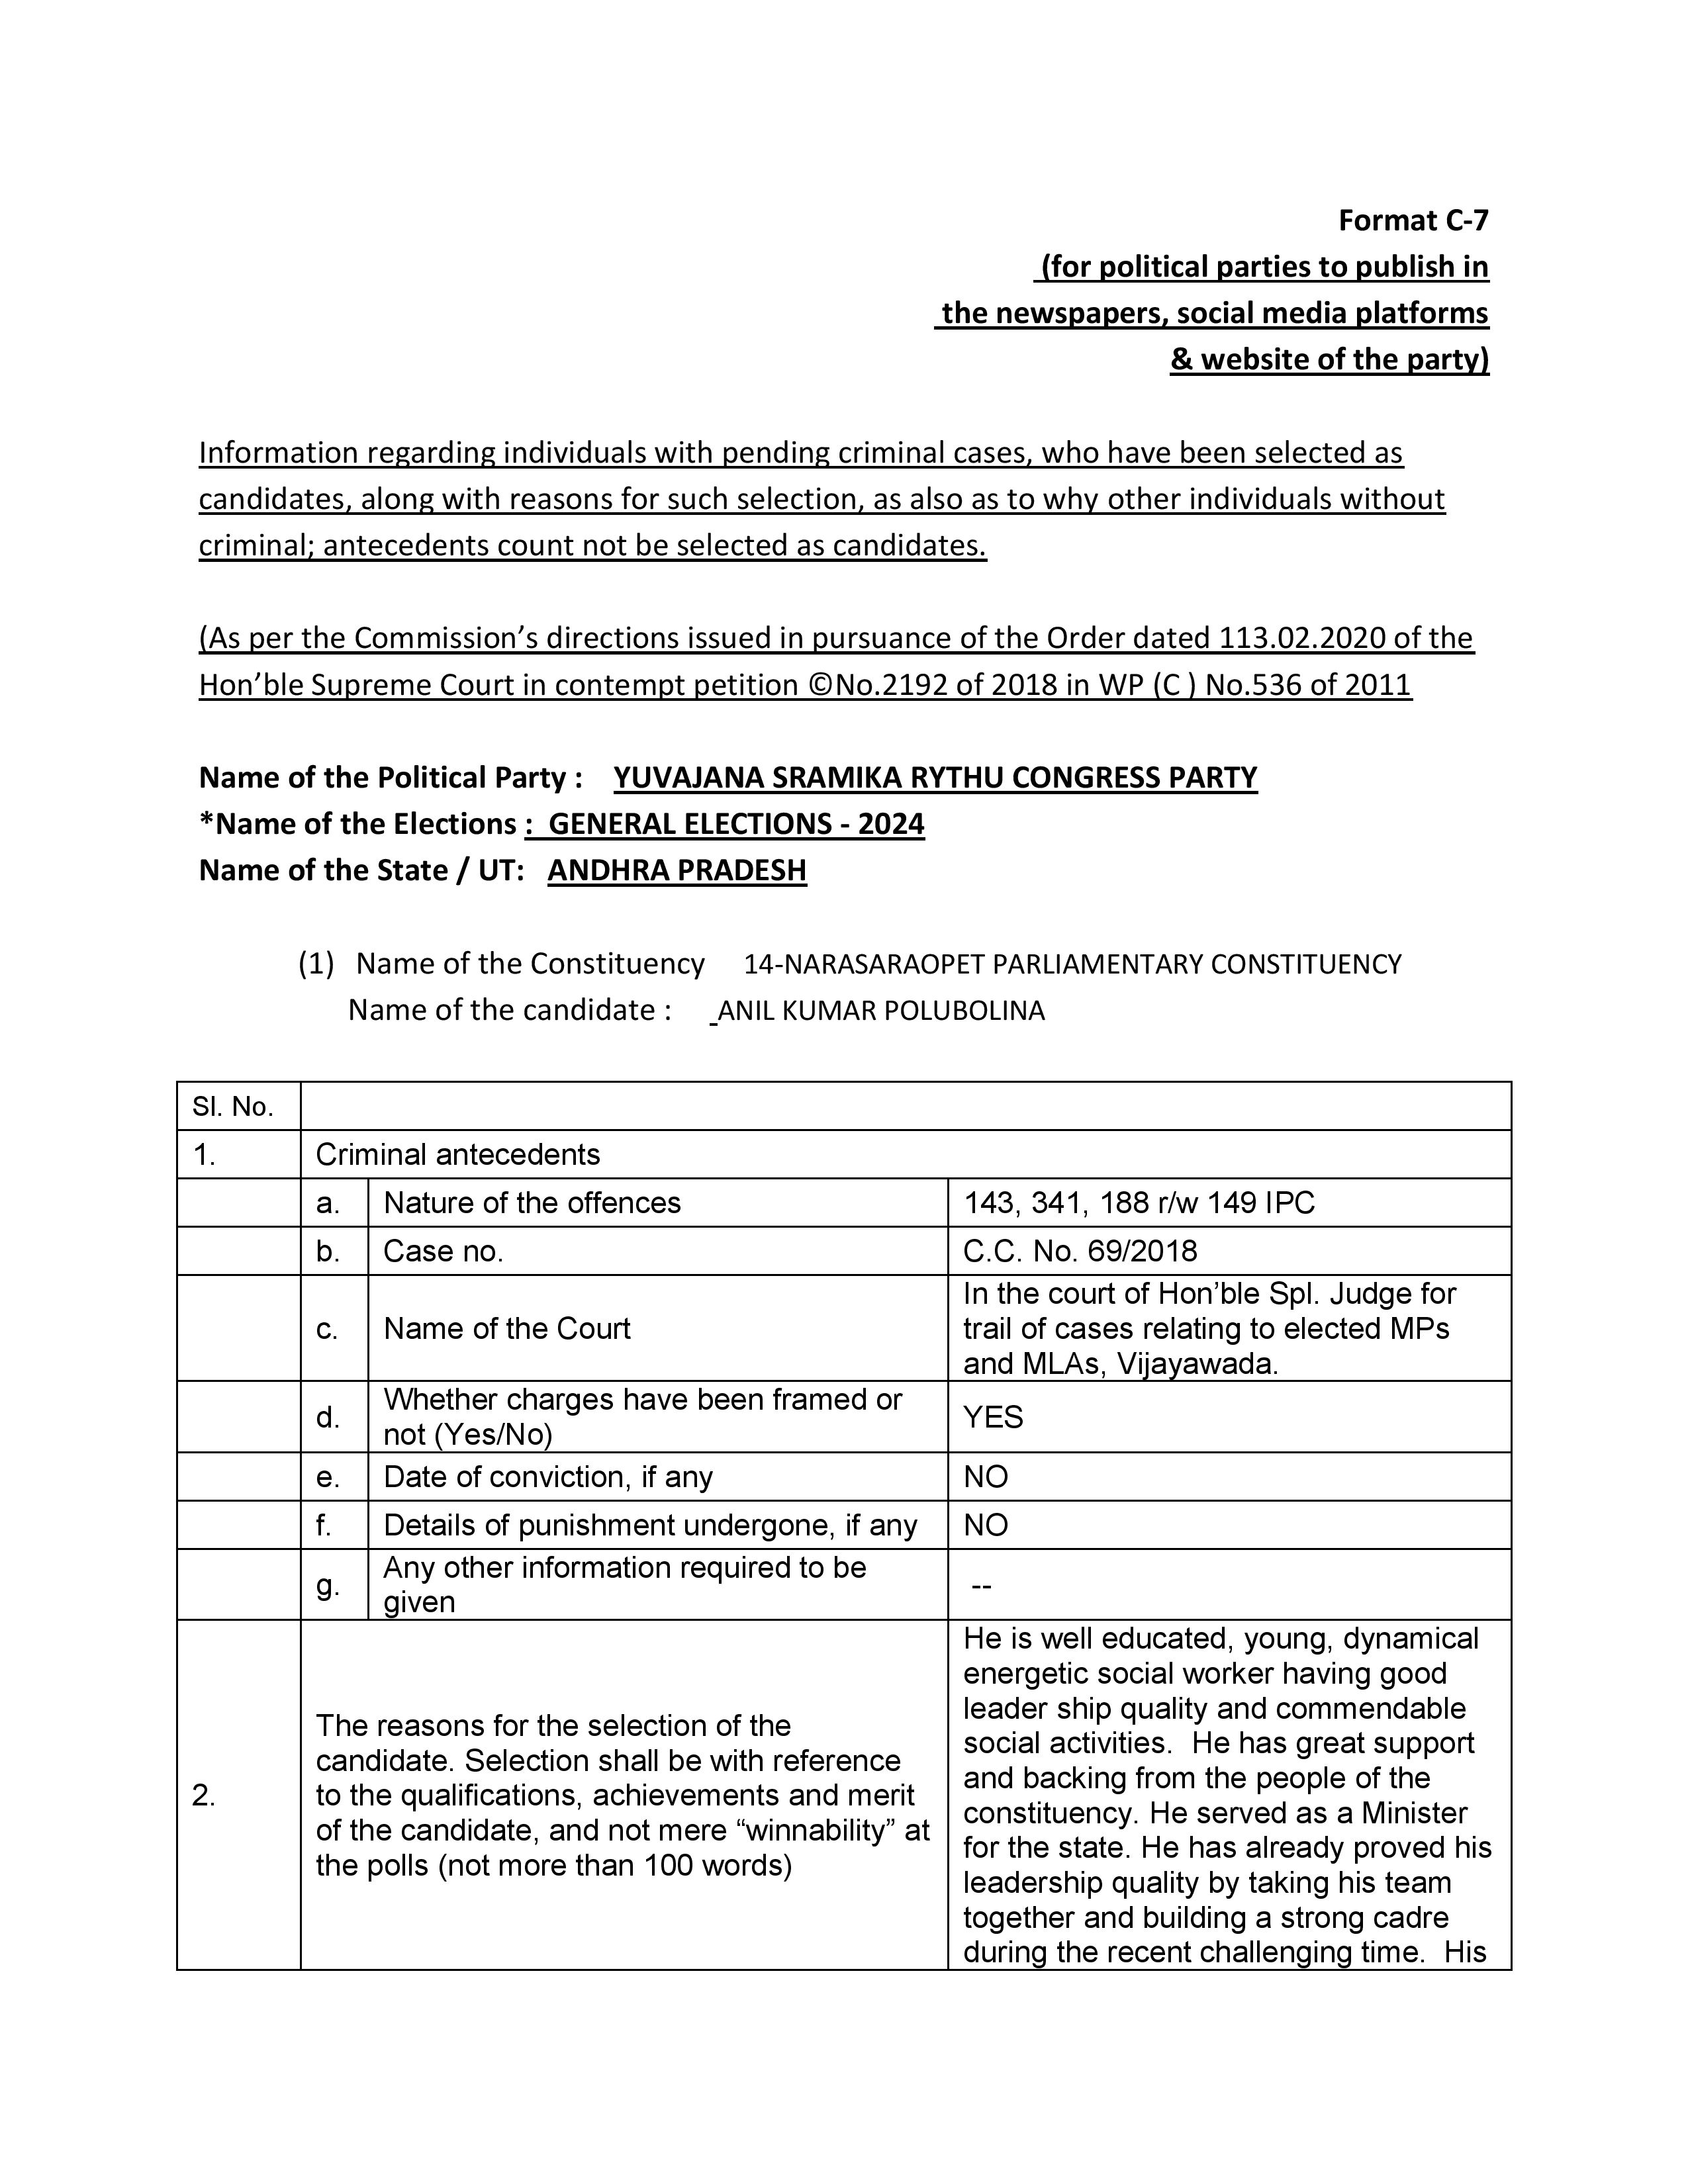 Format C-7
(for political parties to publish in
the newspapers, social media platforms
& website of the party)
Information regarding individuals with pending criminal cases, who have been selected as
candidates, along with reasons for such selection, as also as to why other individuals without
criminal; antecedents count not be selected as candidates.
(As per the Commission’s directions issued in pursuance of the Order dated 113.02.2020 of the
Hon’ble Supreme Court in contempt petition ©No.2192 of 2018 in WP (C ) No.536 of 2011
Name of the Political Party : YUVAJANA SRAMIKA RYTHU CONGRESS PARTY
*Name of the Elections : GENERAL ELECTIONS - 2024
Name of the State / UT: ANDHRA PRADESH
(1) Name of the Constituency 14-NARASARAOPET PARLIAMENTARY CONSTITUENCY
Name of the candidate : ANIL KUMAR POLUBOLINA
Sl. No.
1. Criminal antecedents
a. Nature of the offences 143, 341, 188 r/w 149 IPC
b. Case no. C.C. No. 69/2018
c. Name of the Court
In the court of Hon’ble Spl. Judge for
trail of cases relating to elected MPs
and MLAs, Vijayawada.
d. Whether charges have been framed or
not (Yes/No)
YES
e. Date of conviction, if any NO
f. Details of punishment undergone, if any NO
g. Any other information required to be
given
--
2.
The reasons for the selection of the
candidate. Selection shall be with reference
to the qualifications, achievements and merit
of the candidate, and not mere “winnability” at
the polls (not more than 100 words)
He is well educated, young, dynamical
energetic social worker having good
leader ship quality and commendable
social activities. He has great support
and backing from the people of the
constituency. He served as a Minister
for the state. He has already proved his
leadership quality by taking his team
together and building a strong cadre
during the recent challenging time. His